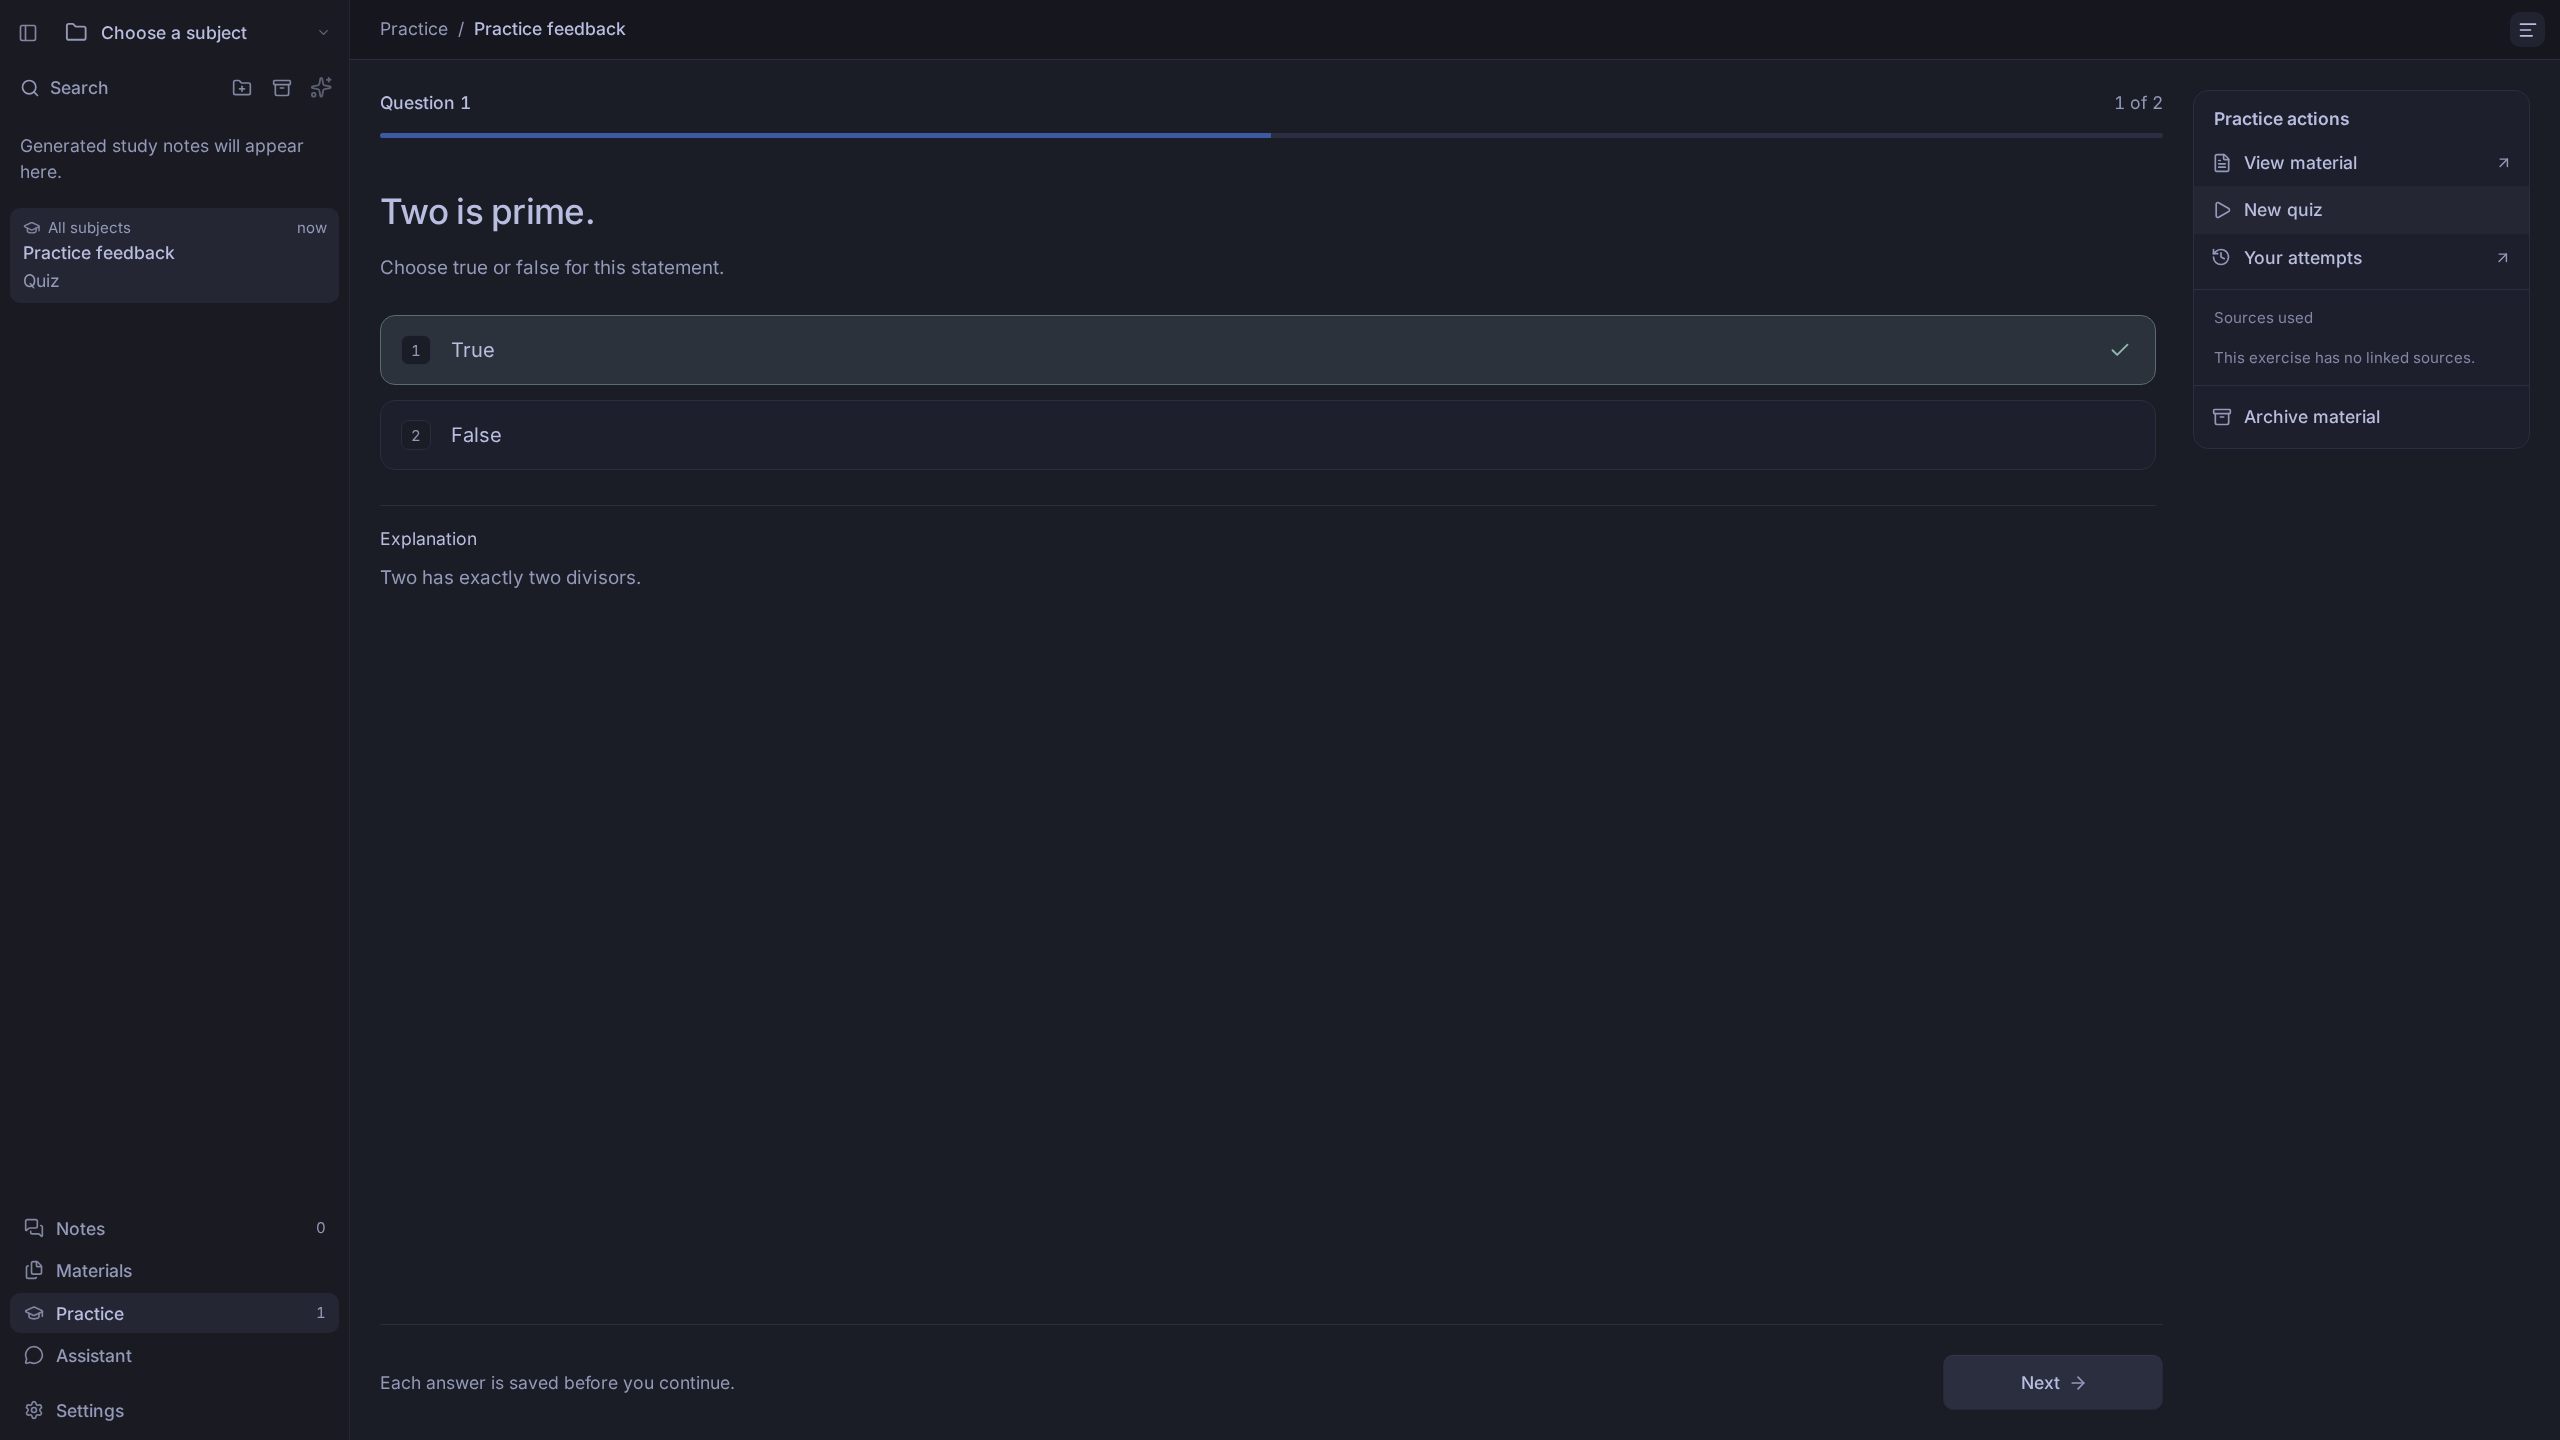 Choose a subject
Search
Generated study notes will appear
here.
All subjects now
Practice feedback
Quiz
Notes 0
Materials
Practice 1
Assistant
Settings
Practice / Practice feedback
Question 1 1 of 2
Two is prime.
Choose true or false for this statement.
1 True
2 False
Explanation
Two has exactly two divisors.
Each answer is saved before you continue.
Next
Practice actions
View material
New quiz
Your attempts
Sources used
This exercise has no linked sources.
Archive material